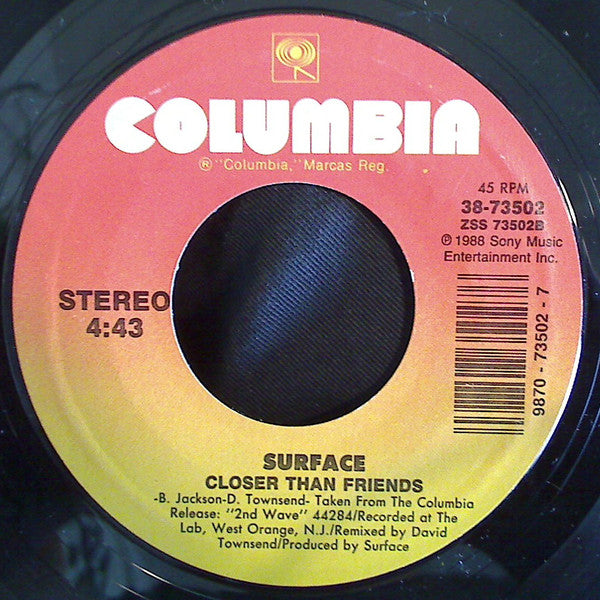 COLUMBIA
® "Columbia," Marcas Reg.
45 RPM
38-73502
ZSS 73502B
℗ 1988 Sony Music
Entertainment Inc.
STEREO
4:43
9870 - 73502 - 7
SURFACE
CLOSER THAN FRIENDS
-B. Jackson-D. Townsend- Taken From The Columbia
Release: "2nd Wave" 44284/Recorded at The
Lab, West Orange, N.J./Remixed by David
Townsend/Produced by Surface